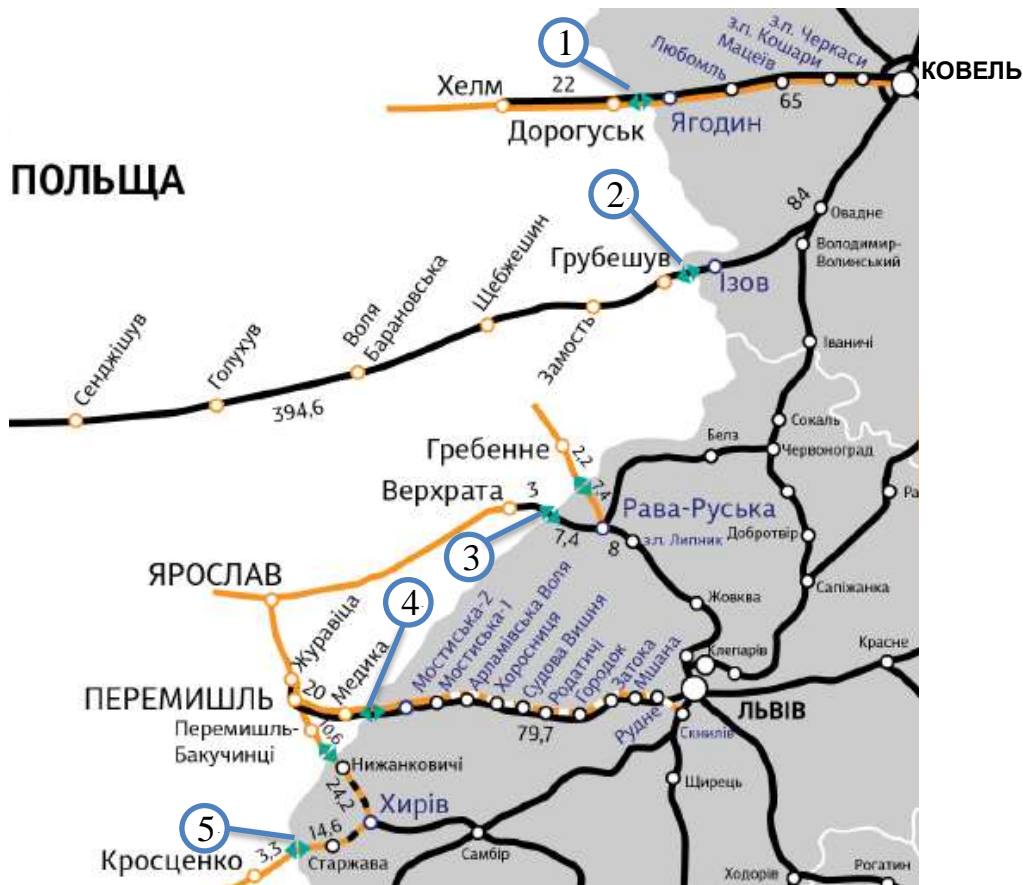 з.п. Черкаси
з.п. Кошари
Мацеїв
Любомль
1
КОВЕЛЬ
Хелм
22
65
Дорогуськ
Ягодин
ПОЛЬЩА
2
84
Оваднє
Володимир-
Волинський
Грубешув
Ізов
Щебжешин
Воля
Барановська
Замость
Голухув
Сенджішув
394,6
Іваничі
Сокаль
Белз
Червоноград
Гребенне
2,2
7,4
Верхрата
3
Рава-Руська
Ра
3
7,4
8
з.п. Липник
Добротвір
ЯРОСЛАВ
4
Жовква
Сапіжанка
Клепарів
Красне
Журавіца
Медика
20
Мостиська-2
Мостиська-1
Арламівська Воля
Хоросниця
Судова Вишня
Родатичі
Городок
Затока
Мшана
ПЕРЕМИШЛЬ
79,7
Рудне
ЛЬВІВ
Скнилів
Перемишль-
Бакучинці
10,6
Нижанковичі
24,2
Щирець
Хирів
5
14,6
Старжава
Самбір
Кросценко
3,3
Ходорів
Рогатин